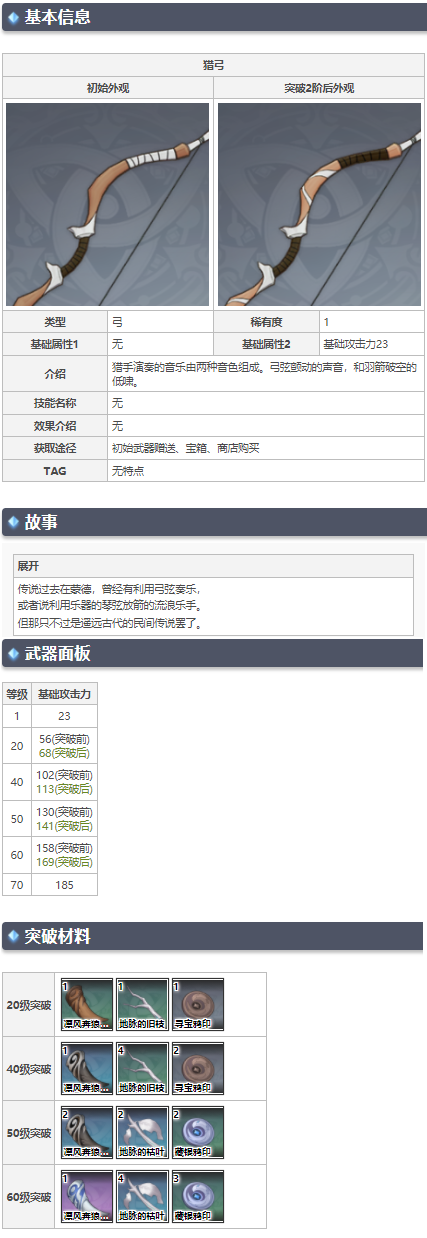 基本信息
猎弓
初始外观 突破2阶后外观
类型 弓 稀有度 1
基础属性1 无 基础属性2 基础攻击力23
介绍 猎手演奏的音乐由两种音色组成。弓弦颤动的声音，和羽箭破空的
低啸。
技能名称 无
效果介绍 无
获取途径 初始武器赠送、宝箱、商店购买
TAG 无特点
故事
展开
传说过去在蒙德，曾经有利用弓弦奏乐，
或者说利用乐器的琴弦放箭的流浪乐手。
但那只不过是遥远古代的民间传说罢了。
武器面板
等级 基础攻击力
1 23
20 56(突破前)
68(突破后)
40 102(突破前)
113(突破后)
50 130(突破前)
141(突破后)
60 158(突破前)
169(突破后)
70 185
突破材料
20级突破 1 凛风奔狼... 1 地脉的旧枝 1 寻宝鸦印
40级突破 1 凛风奔狼... 4 地脉的旧枝 2 寻宝鸦印
50级突破 2 凛风奔狼... 2 地脉的枯叶 2 藏银鸦印
60级突破 1 凛风奔狼... 4 地脉的枯叶 3 藏银鸦印